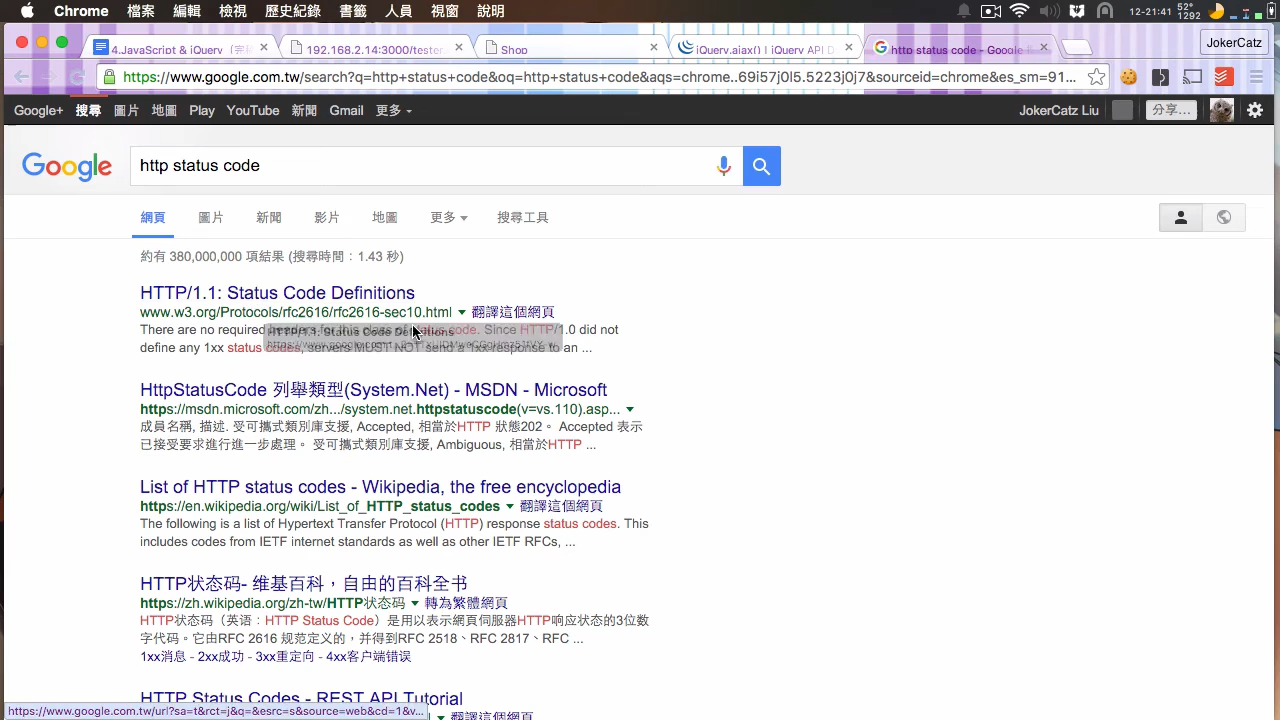 Chrome 檔案 編輯 檢視 歷史紀錄 書籤 人員 視窗 說明 12-21:41 52° 1292
4.JavaScript & jQuery 192.168.2.14:3000/tester Shop jQuery.ajax() | jQuery API D http status code - Google JokerCatz
https://www.google.com.tw/search?q=http+status+code&oq=http+status+code&aqs=chrome..69i57j0l5.5223j0j7&sourceid=chrome&es_sm=91...
Google+ 搜尋 圖片 地圖 Play YouTube 新聞 Gmail 更多 JokerCatz Liu 分享...
Google http status code
網頁 圖片 新聞 影片 地圖 更多 搜尋工具
約有 380,000,000 項結果 (搜尋時間：1.43 秒)
HTTP/1.1: Status Code Definitions
www.w3.org/Protocols/rfc2616/rfc2616-sec10.html 翻譯這個網頁
There are no required headers for this class of status code. Since HTTP/1.0 did not
define any 1xx status codes, servers MUST NOT send a 1xx response to an ...
HttpStatusCode 列舉類型(System.Net) - MSDN - Microsoft
https://msdn.microsoft.com/zh.../system.net.httpstatuscode(v=vs.110).asp...
成員名稱, 描述. 受可攜式類別庫支援, Accepted, 相當於HTTP 狀態202。 Accepted 表示
已接受要求進行進一步處理。 受可攜式類別庫支援, Ambiguous, 相當於HTTP ...
List of HTTP status codes - Wikipedia, the free encyclopedia
https://en.wikipedia.org/wiki/List_of_HTTP_status_codes 翻譯這個網頁
The following is a list of Hypertext Transfer Protocol (HTTP) response status codes. This
includes codes from IETF internet standards as well as other IETF RFCs, ...
HTTP状态码- 维基百科，自由的百科全书
https://zh.wikipedia.org/zh-tw/HTTP状态码 轉為繁體網頁
HTTP状态码（英语：HTTP Status Code）是用以表示網頁伺服器HTTP响应状态的3位数
字代码。它由RFC 2616 规范定义的，并得到RFC 2518、RFC 2817、RFC ...
1xx消息 - 2xx成功 - 3xx重定向 - 4xx客户端错误
HTTP Status Codes - REST API Tutorial
https://www.google.com.tw/url?sa=t&rct=j&q=&esrc=s&source=web&cd=1&v... 翻譯這個網頁